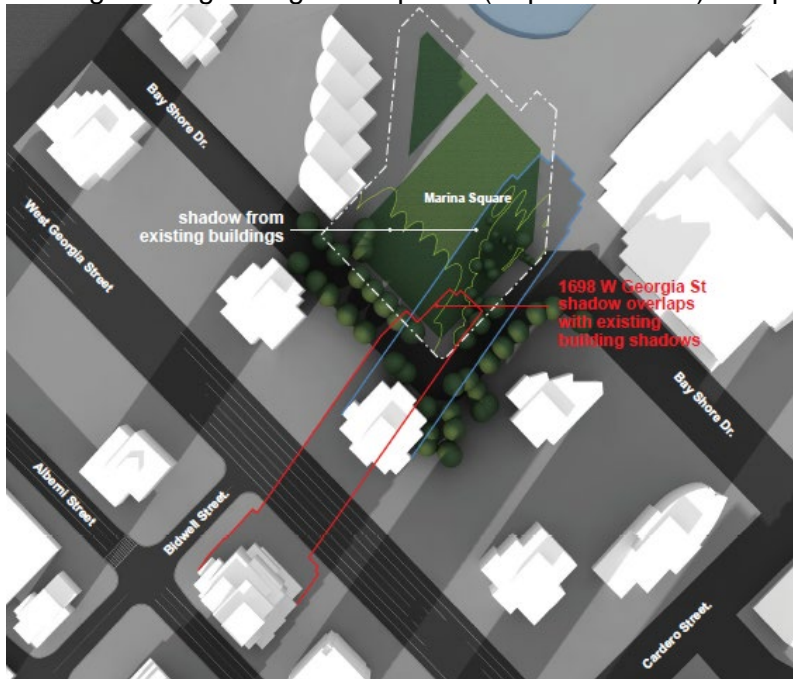 Bay Shore Dr.
West Georgia Street
Marina Square
shadow from
existing buildings
1698 W Georgia St
shadow overlaps
with existing
building shadows
Bay Shore Dr.
Alberni Street
Bidwell Street.
Cardero Street.